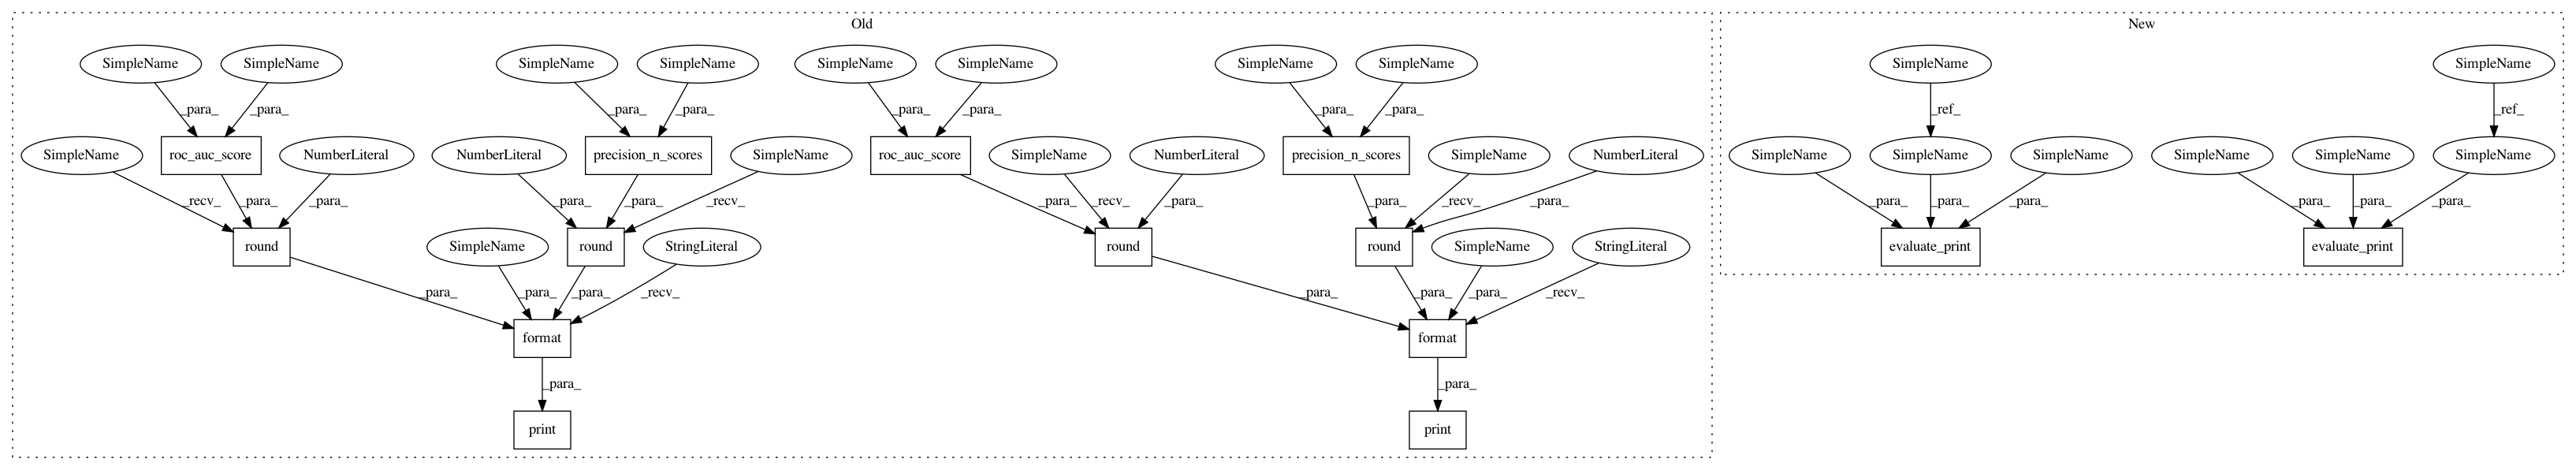 Old
New
SimpleName SimpleName SimpleName SimpleName SimpleName SimpleName SimpleName SimpleName SimpleName SimpleName
_para_ _para_ _para_ _para_ _para_ _para_ _para_ _para_ _ref_ _ref_
SimpleName roc_auc_score NumberLiteral NumberLiteral precision_n_scores SimpleName roc_auc_score SimpleName NumberLiteral precision_n_scores SimpleName NumberLiteral SimpleName SimpleName SimpleName SimpleName SimpleName SimpleName
_recv_ _para_ _para_ _para_ _para_ _recv_ _para_ _recv_ _para_ _para_ _recv_ _para_ _para_ _para_ _para_ _para_ _para_ _para_
round SimpleName round StringLiteral round round SimpleName StringLiteral evaluate_print evaluate_print
_para_ _para_ _para_ _recv_ _para_ _para_ _para_ _recv_
format format
_para_ _para_
print print